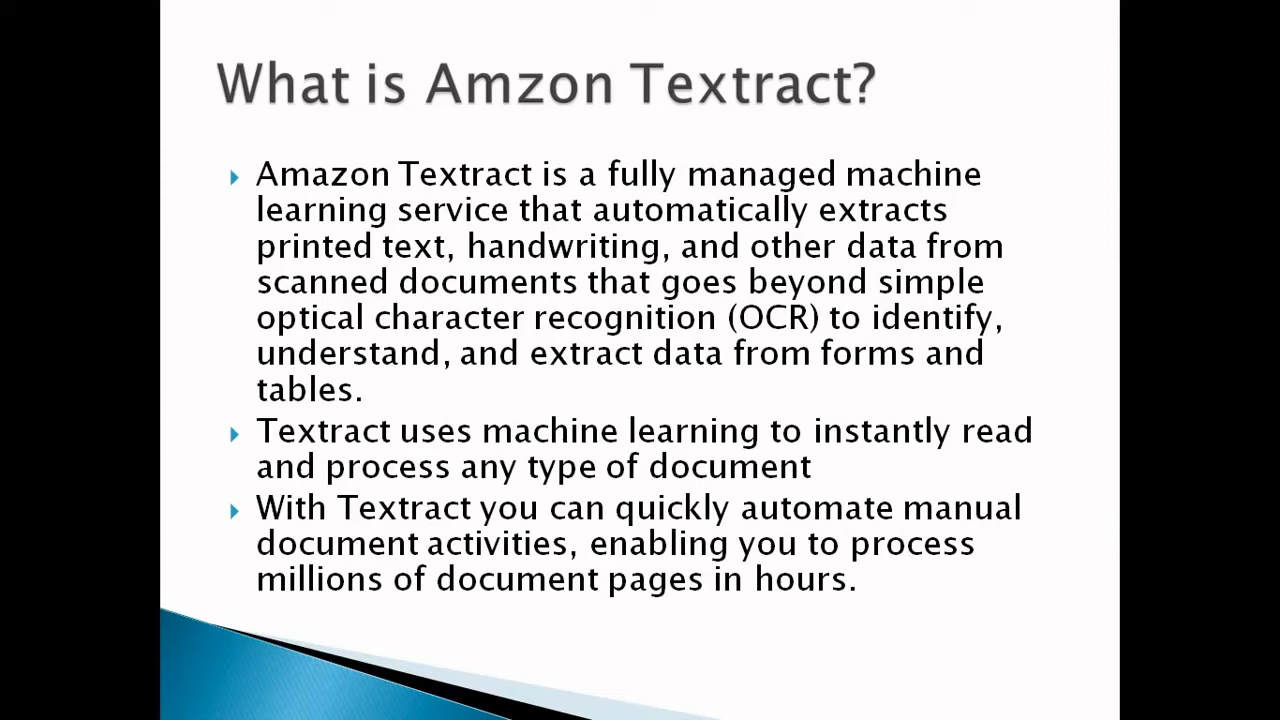 What is Amzon Textract?
Amazon Textract is a fully managed machine
learning service that automatically extracts
printed text, handwriting, and other data from
scanned documents that goes beyond simple
optical character recognition (OCR) to identify,
understand, and extract data from forms and
tables.
Textract uses machine learning to instantly read
and process any type of document
With Textract you can quickly automate manual
document activities, enabling you to process
millions of document pages in hours.